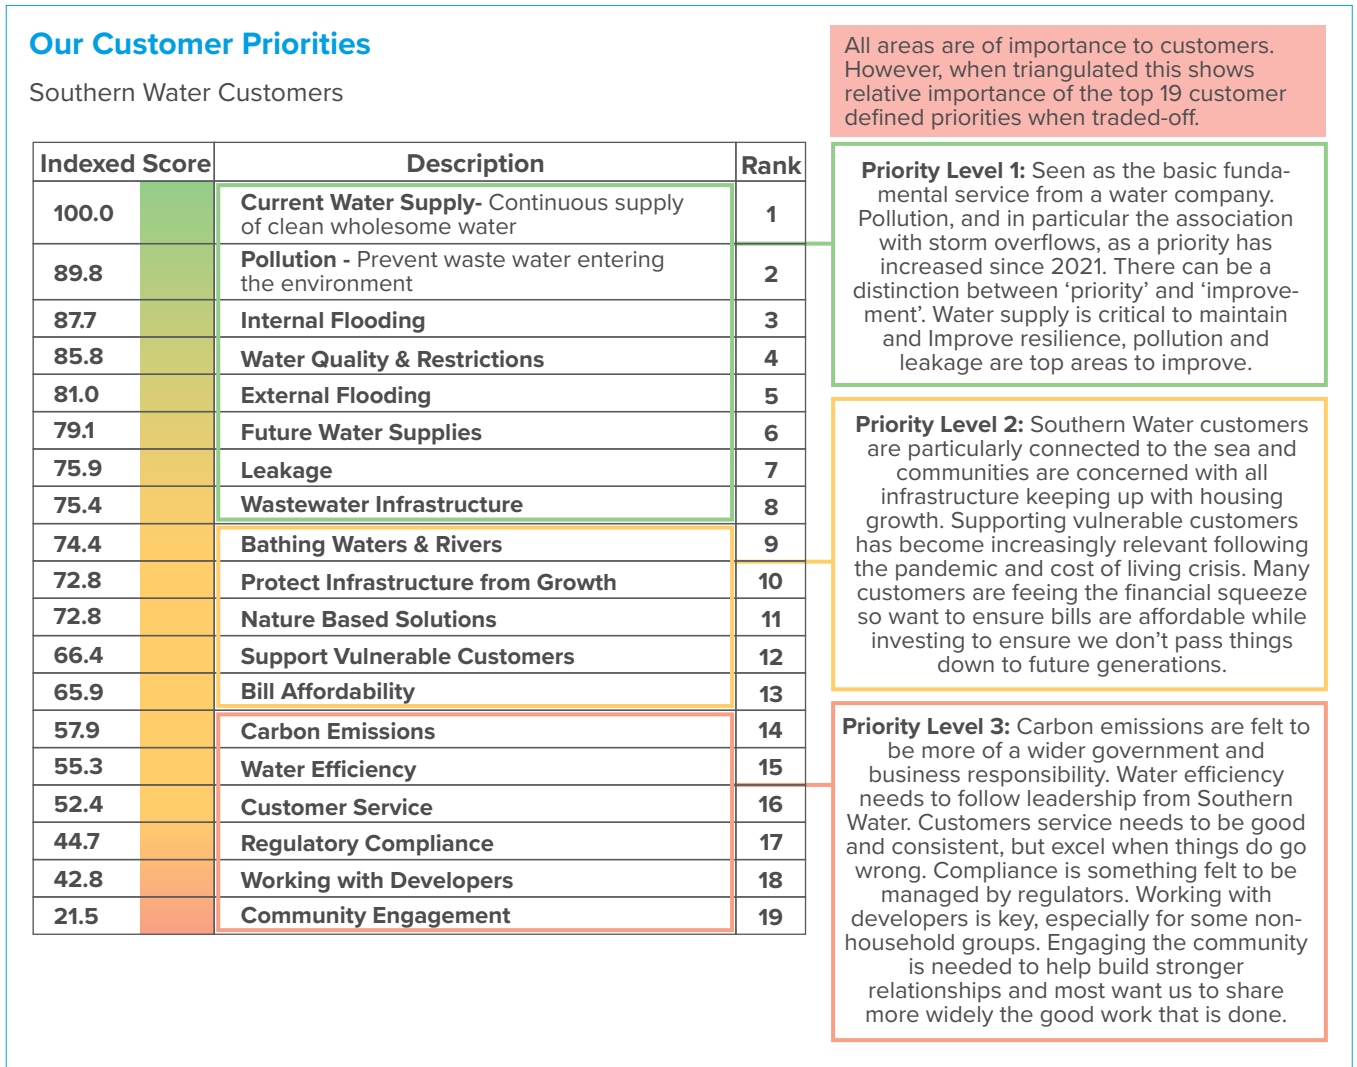 Our Customer Priorities
Southern Water Customers
All areas are of importance to customers.
However, when triangulated this shows
relative importance of the top 19 customer
defined priorities when traded-off.
Indexed Score Description Rank
100.0 Current Water Supply- Continuous supply
of clean wholesome water 1
89.8 Pollution - Prevent waste water entering
the environment 2
87.7 Internal Flooding 3
85.8 Water Quality & Restrictions 4
81.0 External Flooding 5
79.1 Future Water Supplies 6
75.9 Leakage 7
75.4 Wastewater Infrastructure 8
74.4 Bathing Waters & Rivers 9
72.8 Protect Infrastructure from Growth 10
72.8 Nature Based Solutions 11
66.4 Support Vulnerable Customers 12
65.9 Bill Affordability 13
57.9 Carbon Emissions 14
55.3 Water Efficiency 15
52.4 Customer Service 16
44.7 Regulatory Compliance 17
42.8 Working with Developers 18
21.5 Community Engagement 19
Priority Level 1: Seen as the basic funda-
mental service from a water company.
Pollution, and in particular the association
with storm overflows, as a priority has
increased since 2021. There can be a
distinction between ‘priority’ and ‘improve-
ment’. Water supply is critical to maintain
and Improve resilience, pollution and
leakage are top areas to improve.
Priority Level 2: Southern Water customers
are particularly connected to the sea and
communities are concerned with all
infrastructure keeping up with housing
growth. Supporting vulnerable customers
has become increasingly relevant following
the pandemic and cost of living crisis. Many
customers are feeing the financial squeeze
so want to ensure bills are affordable while
investing to ensure we don’t pass things
down to future generations.
Priority Level 3: Carbon emissions are felt to
be more of a wider government and
business responsibility. Water efficiency
needs to follow leadership from Southern
Water. Customers service needs to be good
and consistent, but excel when things do go
wrong. Compliance is something felt to be
managed by regulators. Working with
developers is key, especially for some non-
household groups. Engaging the community
is needed to help build stronger
relationships and most want us to share
more widely the good work that is done.